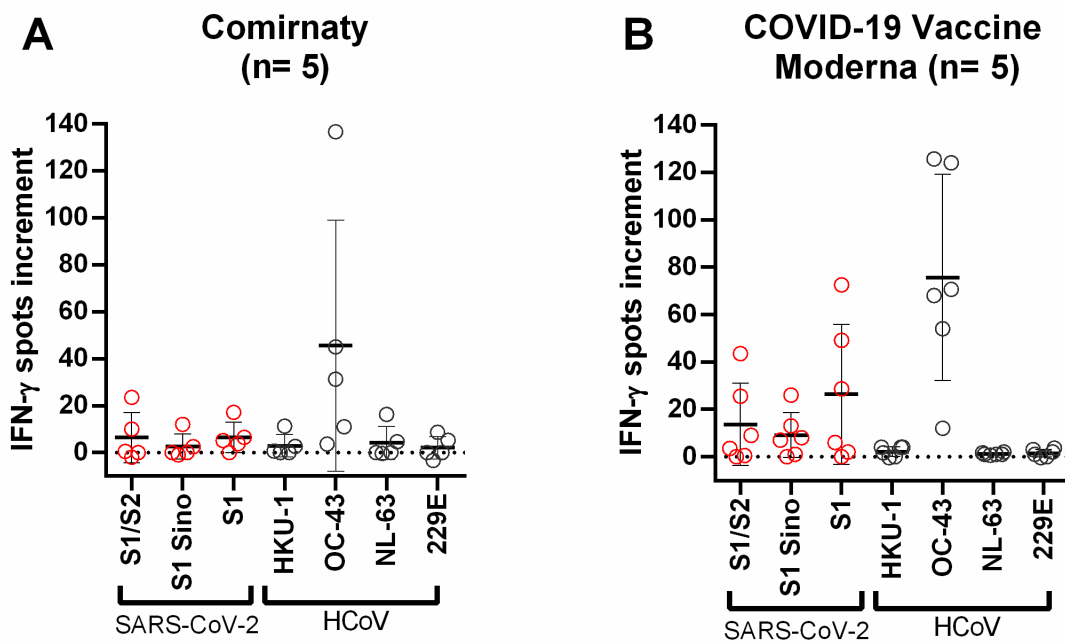 A
Comirnaty
(n= 5)
IFN-γ spots increment
140
120
100
80
60
40
20
0
S1/S2
S1 Sino
S1
HKU-1
OC-43
NL-63
229E
SARS-CoV-2
HCoV
B
COVID-19 Vaccine
Moderna (n= 5)
IFN-γ spots increment
140
120
100
80
60
40
20
0
S1/S2
S1 Sino
S1
HKU-1
OC-43
NL-63
229E
SARS-CoV-2
HCoV